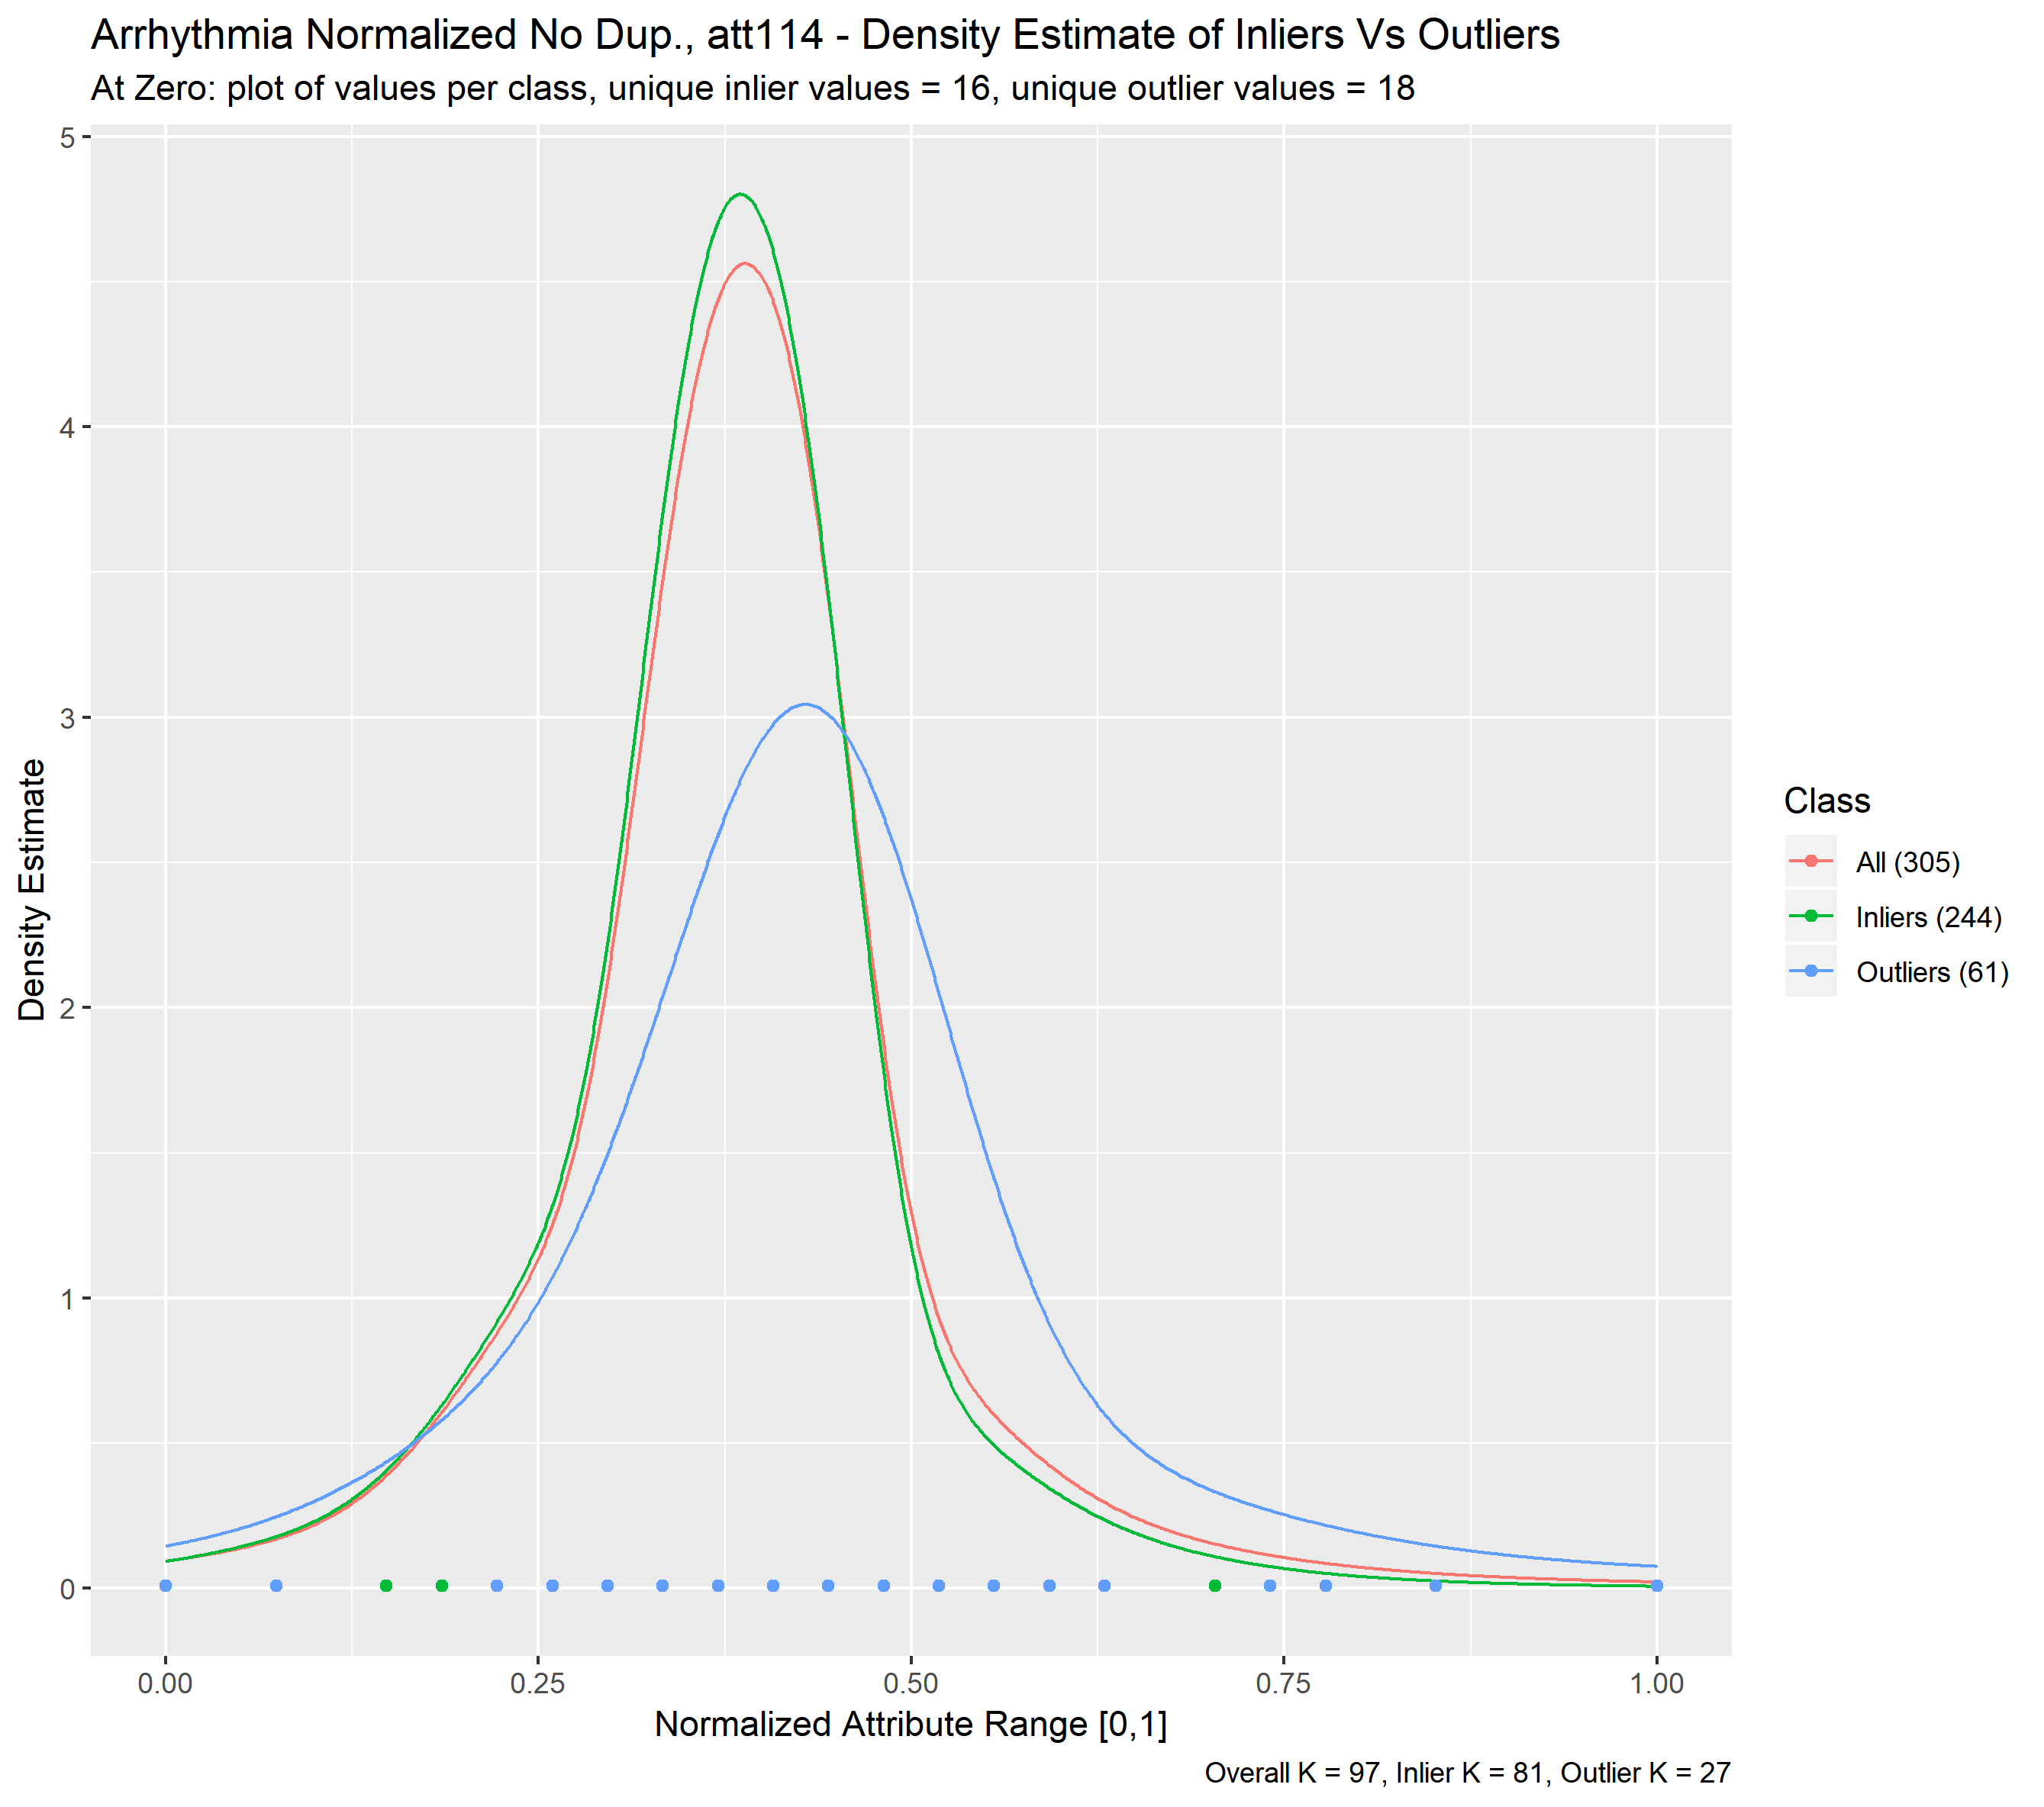 Arrhythmia Normalized No Dup., att114 - Density Estimate of Inliers Vs Outliers
At Zero: plot of values per class, unique inlier values = 16, unique outlier values = 18
5
4
3
2
1
0
Density Estimate
0.00 0.25 0.50 0.75 1.00
Normalized Attribute Range [0,1]
Class
All (305)
Inliers (244)
Outliers (61)
Overall K = 97, Inlier K = 81, Outlier K = 27